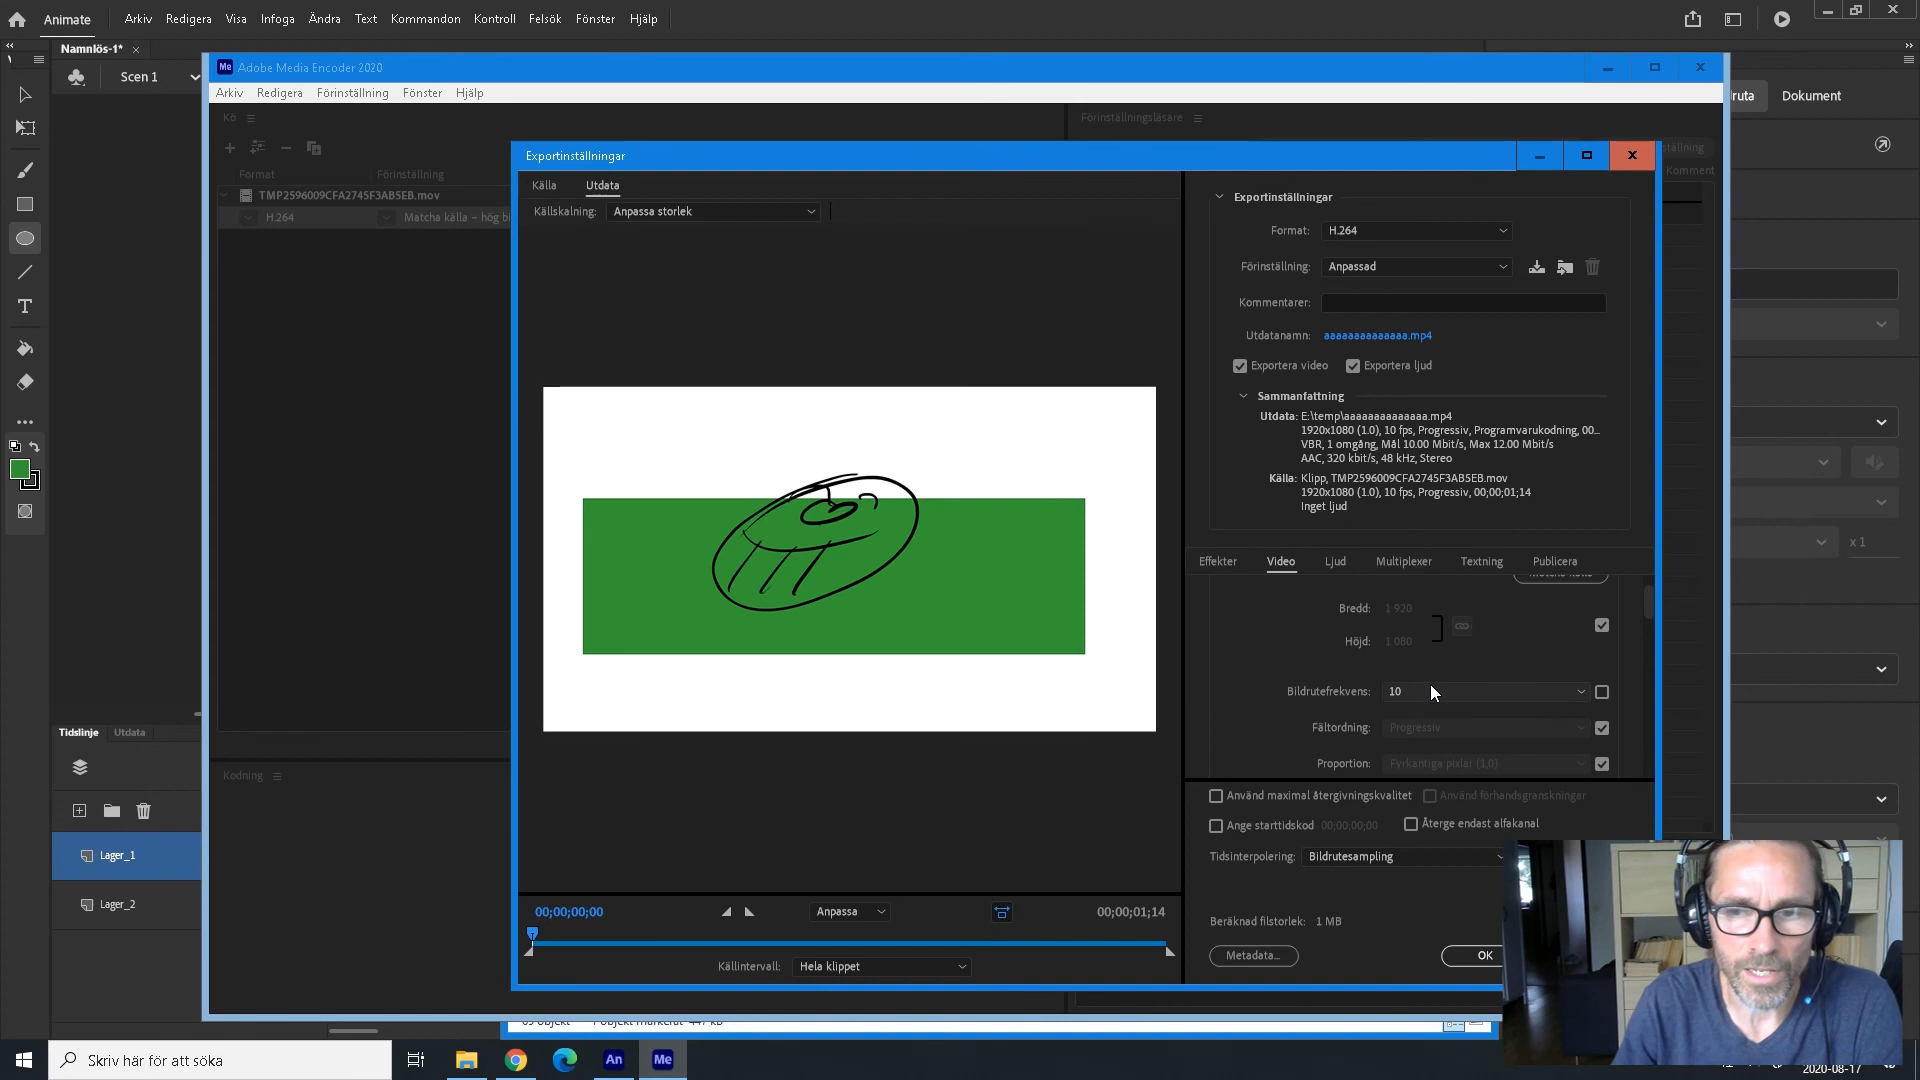 Animate Arkiv Redigera Visa Infoga Ändra Text Kommandon Kontroll Felsök Fönster Hjälp
Namnlös-1*
Scen 1
Dokument
Me Adobe Media Encoder 2020
Arkiv Redigera Förinställning Fönster Hjälp
Kö
Förinställningsläsare
Format Förinställning
Komment
TMP2596009CFA2745F3AB5EB.mov
H.264 Matcha källa – hög bi
Exportinställningar
Källa Utdata
Källskalning: Anpassa storlek
Exportinställningar
Format: H.264
Förinställning: Anpassad
Kommentarer:
Utdatanamn: aaaaaaaaaaaaaa.mp4
Exportera video Exportera ljud
Sammanfattning
Utdata: E:\temp\aaaaaaaaaaaaaa.mp4
1920x1080 (1.0), 10 fps, Progressiv, Programvarukodning, 00...
VBR, 1 omgång, Mål 10.00 Mbit/s, Max 12.00 Mbit/s
AAC, 320 kbit/s, 48 kHz, Stereo
Källa: Klipp, TMP2596009CFA2745F3AB5EB.mov
1920x1080 (1.0), 10 fps, Progressiv, 00;00;01;14
Inget ljud
x 1
Effekter Video Ljud Multiplexer Textning Publicera
Bredd: 1 920
Höjd: 1 080
Bildrutefrekvens: 10
Fältordning: Progressiv
Proportion: Fyrkantiga pixlar (1,0)
Använd maximal återgivningskvalitet Använd förhandsgranskningar
Ange starttidskod 00;00;00;00 Återge endast alfakanal
Tidsinterpolering: Bildrutesampling
Beräknad filstorlek: 1 MB
Metadata... OK
00;00;00;00 Anpassa 00;00;01;14
Källintervall: Hela klippet
Tidslinje Utdata
Kodning
Lager_1
Lager_2
Skriv här för att söka
An Me
2020-08-17